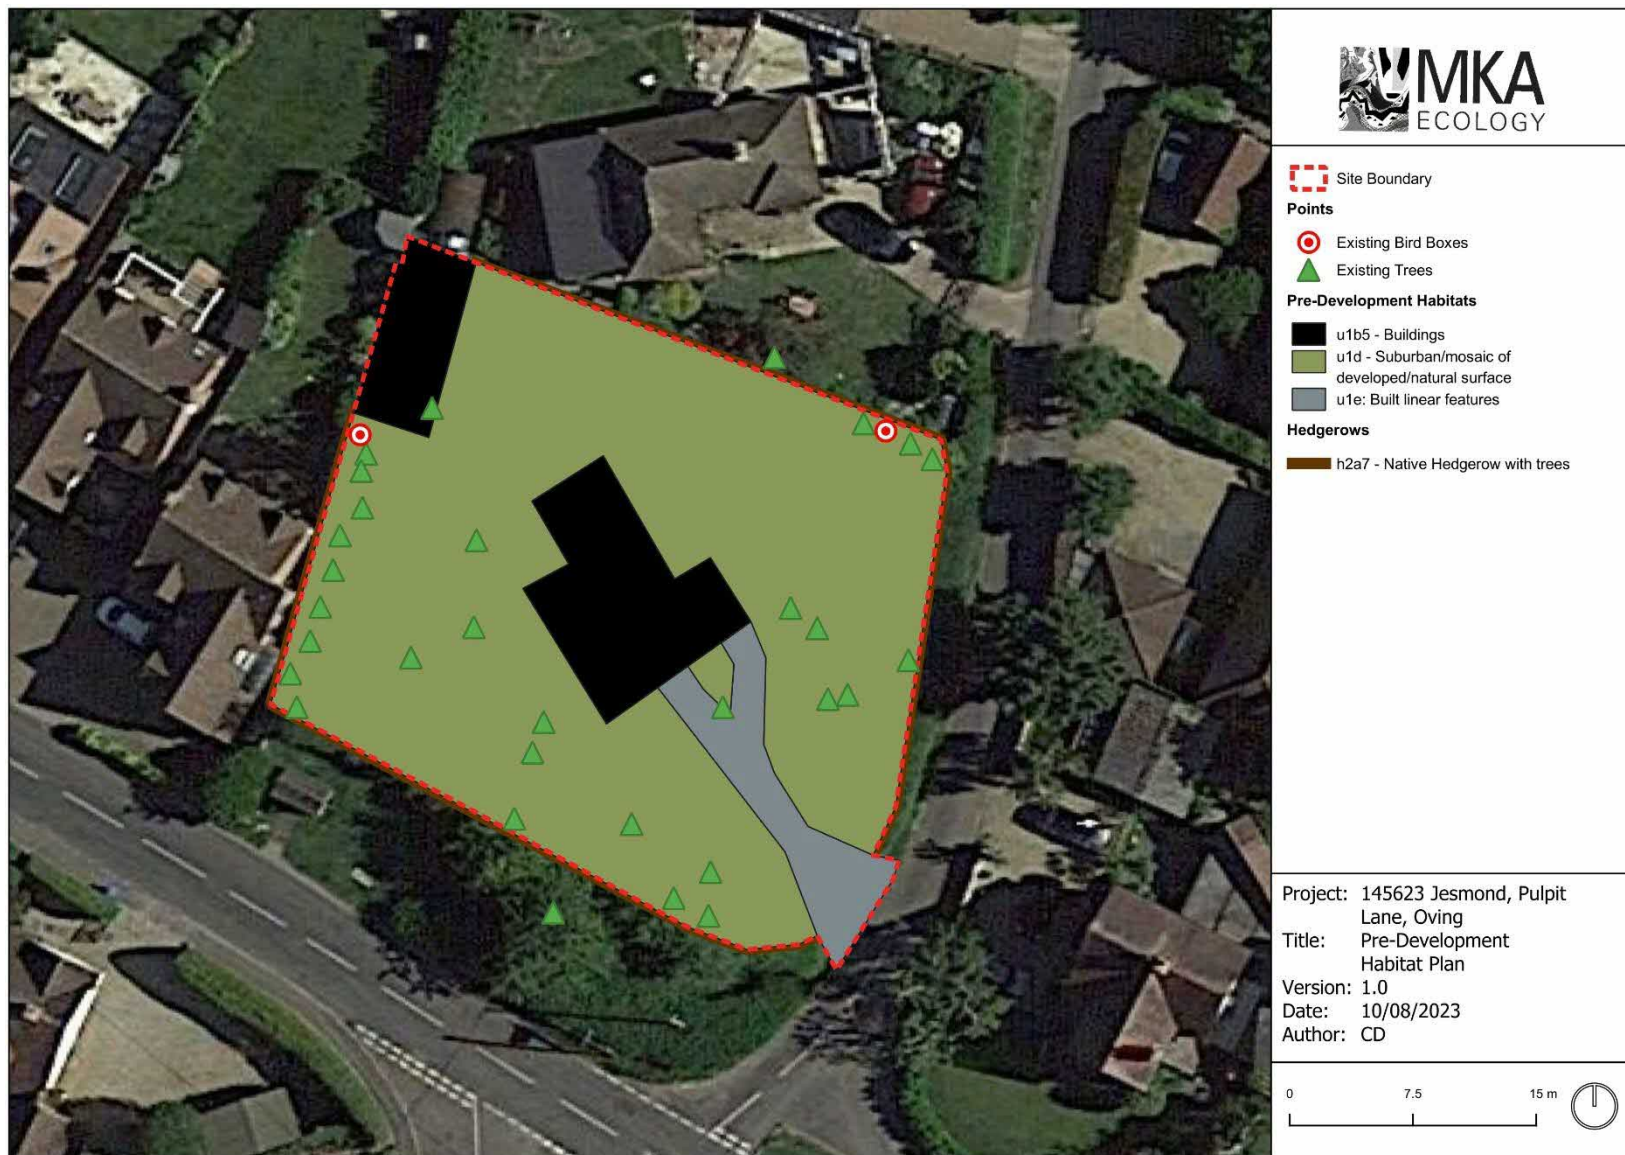 MKA
ECOLOGY
Site Boundary
Points
Existing Bird Boxes
Existing Trees
Pre-Development Habitats
u1b5 - Buildings
u1d - Suburban/mosaic of
developed/natural surface
u1e: Built linear features
Hedgerows
h2a7 - Native Hedgerow with trees
Project: 145623 Jesmond, Pulpit
Lane, Oving
Title: Pre-Development
Habitat Plan
Version: 1.0
Date: 10/08/2023
Author: CD
0 7.5 15 m